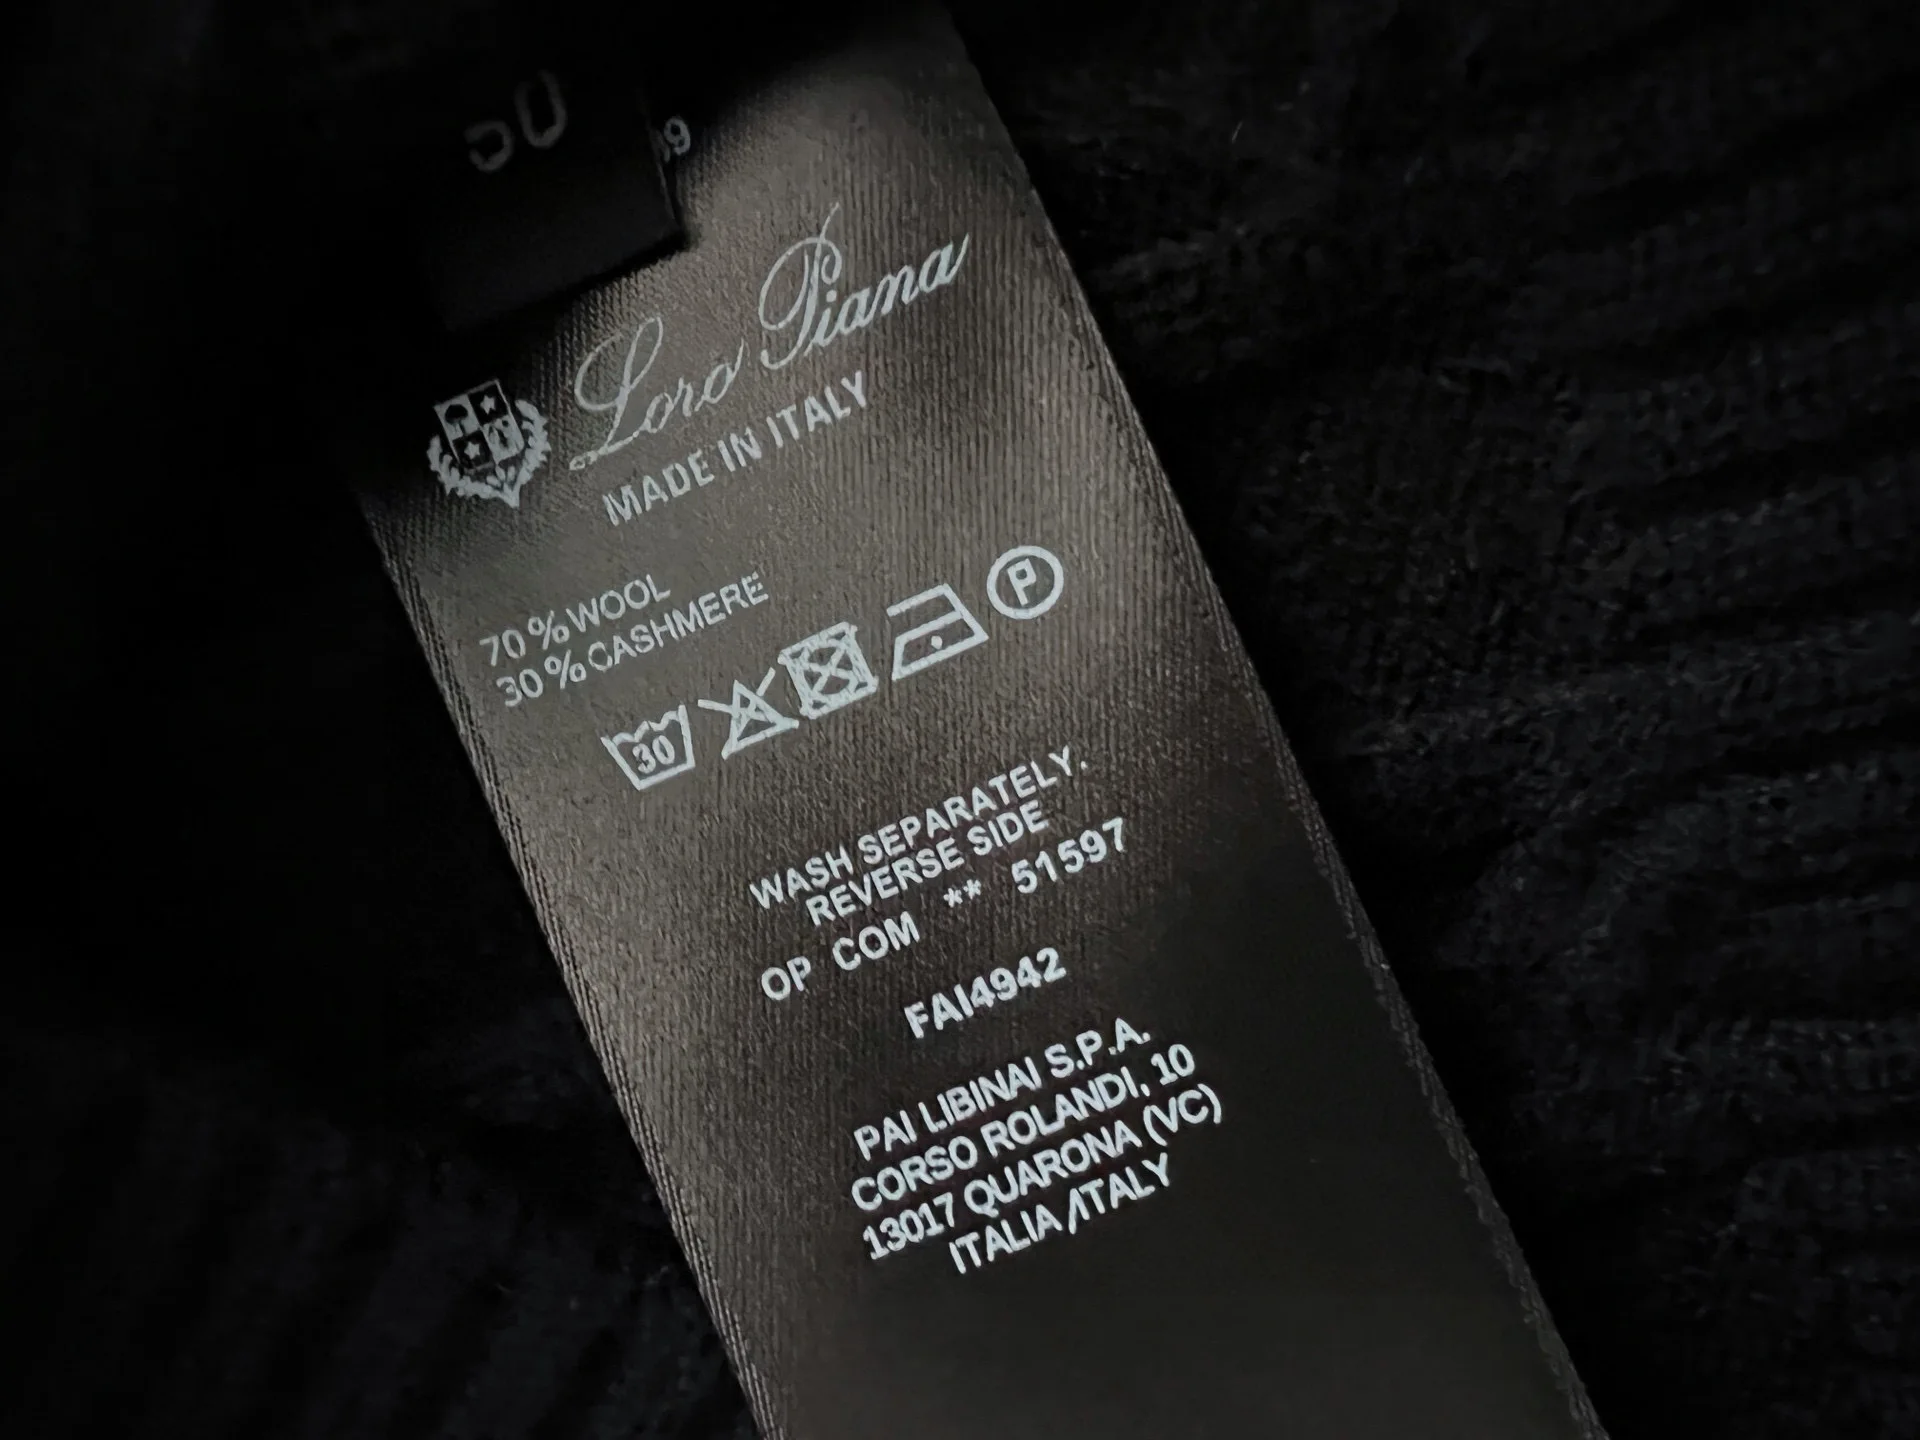 50
9
Loro Piana
MADE IN ITALY
70%WOOL
30%CASHMERE
30
P
WASH SEPARATELY.
REVERSE SIDE
OP COM ** 51597
FAI4942
PAI LIBINAI S.P.A.
CORSO ROLANDI, 10
13017 QUARONA (VC)
ITALIA /ITALY